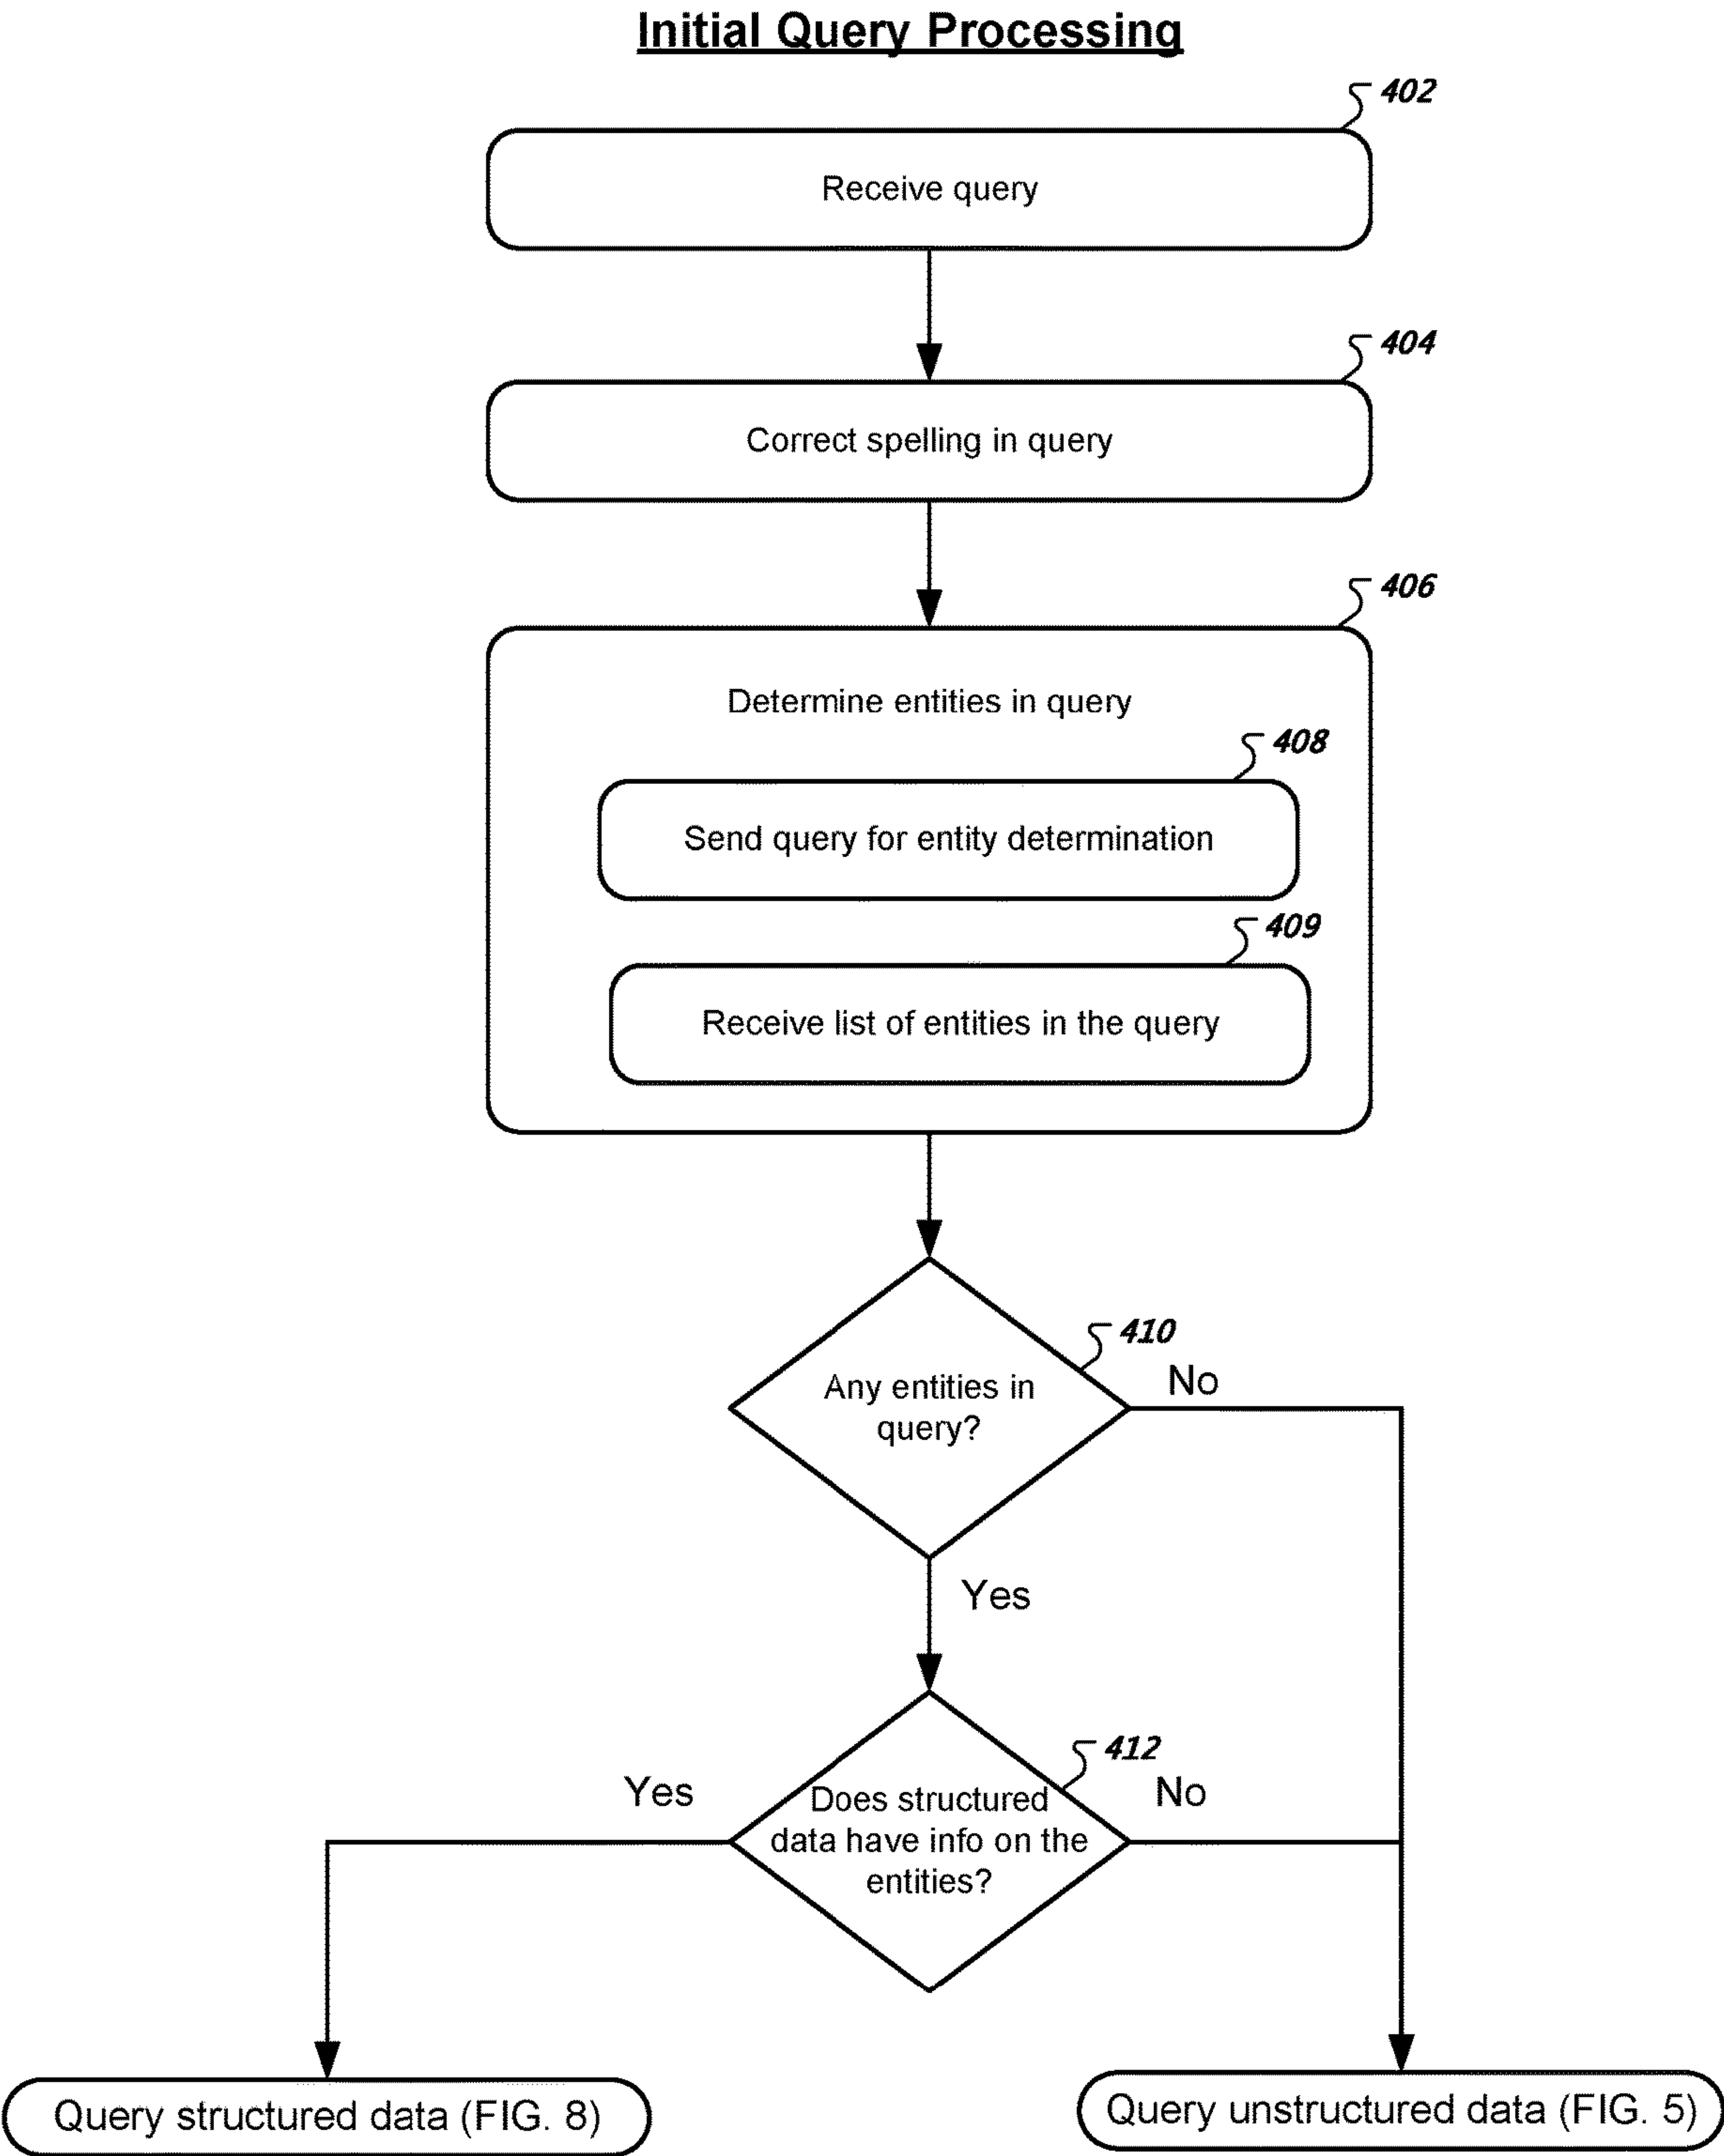 Initial Query Processing
402
Receive query
404
Correct spelling in query
406
Determine entities in query
408
Send query for entity determination
409
Receive list of entities in the query
410
Any entities in
query?
No
Yes
412
Does structured
data have info on the
entities?
Yes
No
Query structured data (FIG. 8)
Query unstructured data (FIG. 5)